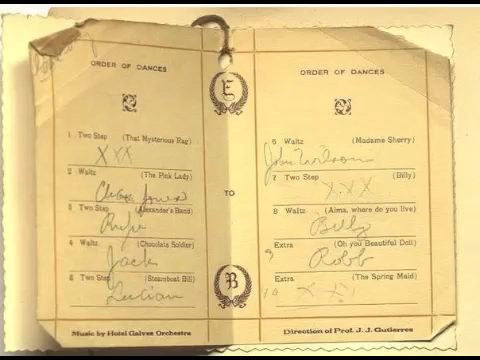 ORDER OF DANCES
1 Two Step (That Mysterious Rag)
XXX
2 Waltz (The Pink Lady)
3 Two Step (Alexander's Band)
Rufe
4 Waltz (Chocolate Soldier)
Jack
5 Two Step (Steamboat Bill)
Lucian
Music by Hotel Galvez Orchestra
E
TO
B
ORDER OF DANCES
6 Waltz (Madame Sherry)
John Wilson
7 Two Step (Billy)
XXX
8 Waltz (Alma, where do you live)
Billy
Extra (Oh you Beautiful Doll)
9 Robb
Extra (The Spring Maid)
10 X X
Direction of Prof. J. J. Gutierres